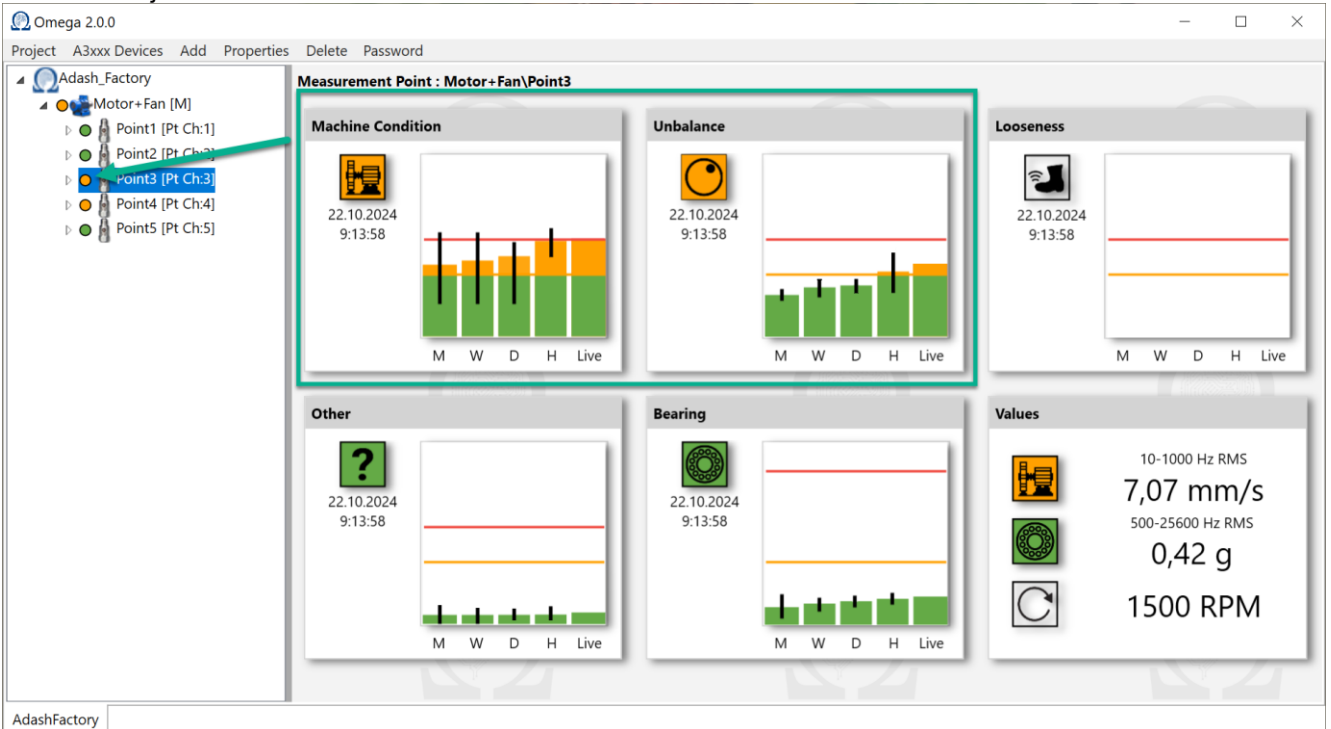 Omega 2.0.0
Project A3xxx Devices Add Properties Delete Password
Adash_Factory
Motor+Fan [M]
Point1 [Pt Ch:1]
Point2 [Pt Ch:2]
Point3 [Pt Ch:3]
Point4 [Pt Ch:4]
Point5 [Pt Ch:5]
Measurement Point : Motor+Fan\Point3
Machine Condition
22.10.2024
9:13:58
M W D H Live
Unbalance
22.10.2024
9:13:58
M W D H Live
Looseness
22.10.2024
9:13:58
M W D H Live
Other
?
22.10.2024
9:13:58
M W D H Live
Bearing
22.10.2024
9:13:58
M W D H Live
Values
10-1000 Hz RMS
7,07 mm/s
500-25600 Hz RMS
0,42 g
1500 RPM
AdashFactory